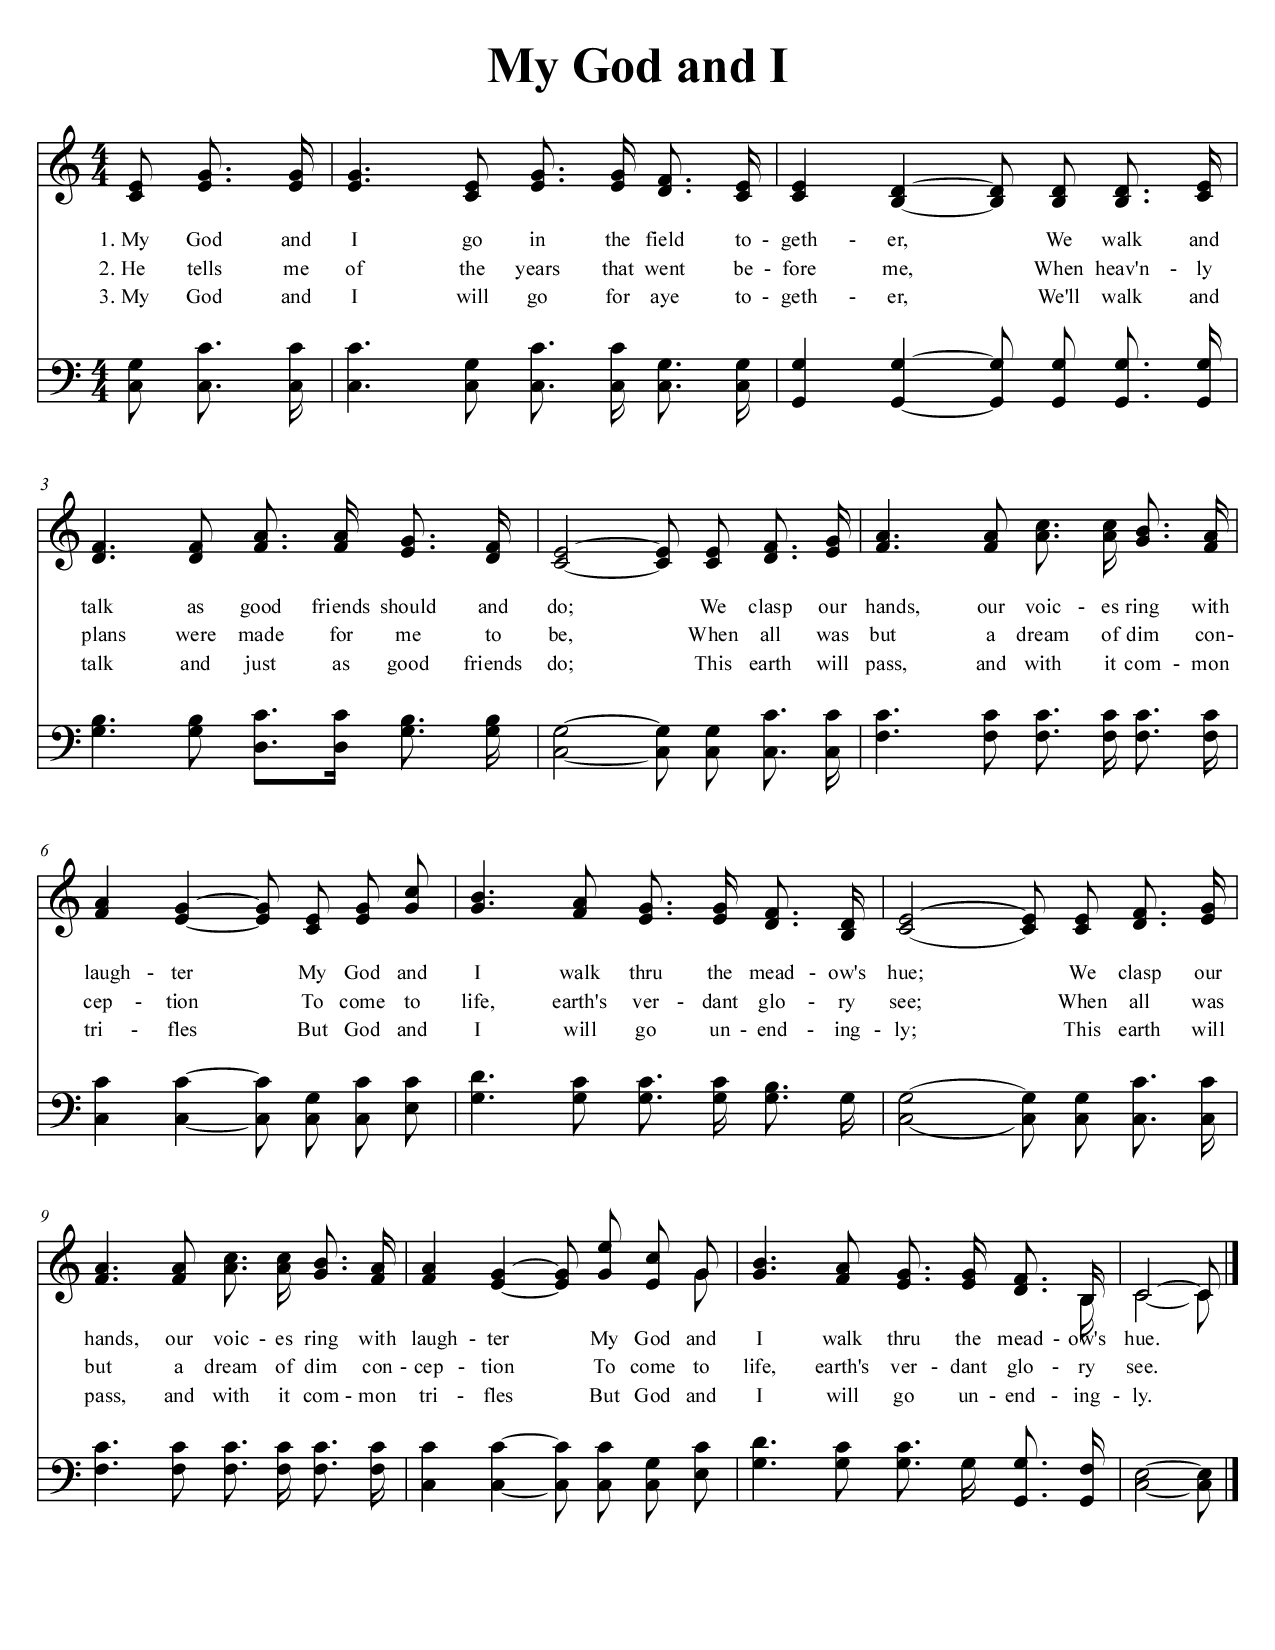 My God and I
4 4
1. My God and I go in the field to - geth - er, We walk and
2. He tells me of the years that went be - fore me, When heav'n - ly
3. My God and I will go for aye to - geth - er, We'll walk and
4 4
3
talk as good friends should and do; We clasp our hands, our voic - es ring with
plans were made for me to be, When all was but a dream of dim con-
talk and just as good friends do; This earth will pass, and with it com - mon
6
laugh - ter My God and I walk thru the mead - ow's hue; We clasp our
cep - tion To come to life, earth's ver - dant glo - ry see; When all was
tri - fles But God and I will go un - end - ing - ly; This earth will
9
hands, our voic - es ring with laugh - ter My God and I walk thru the mead - ow's hue.
but a dream of dim con - cep - tion To come to life, earth's ver - dant glo - ry see.
pass, and with it com - mon tri - fles But God and I will go un - end - ing - ly.